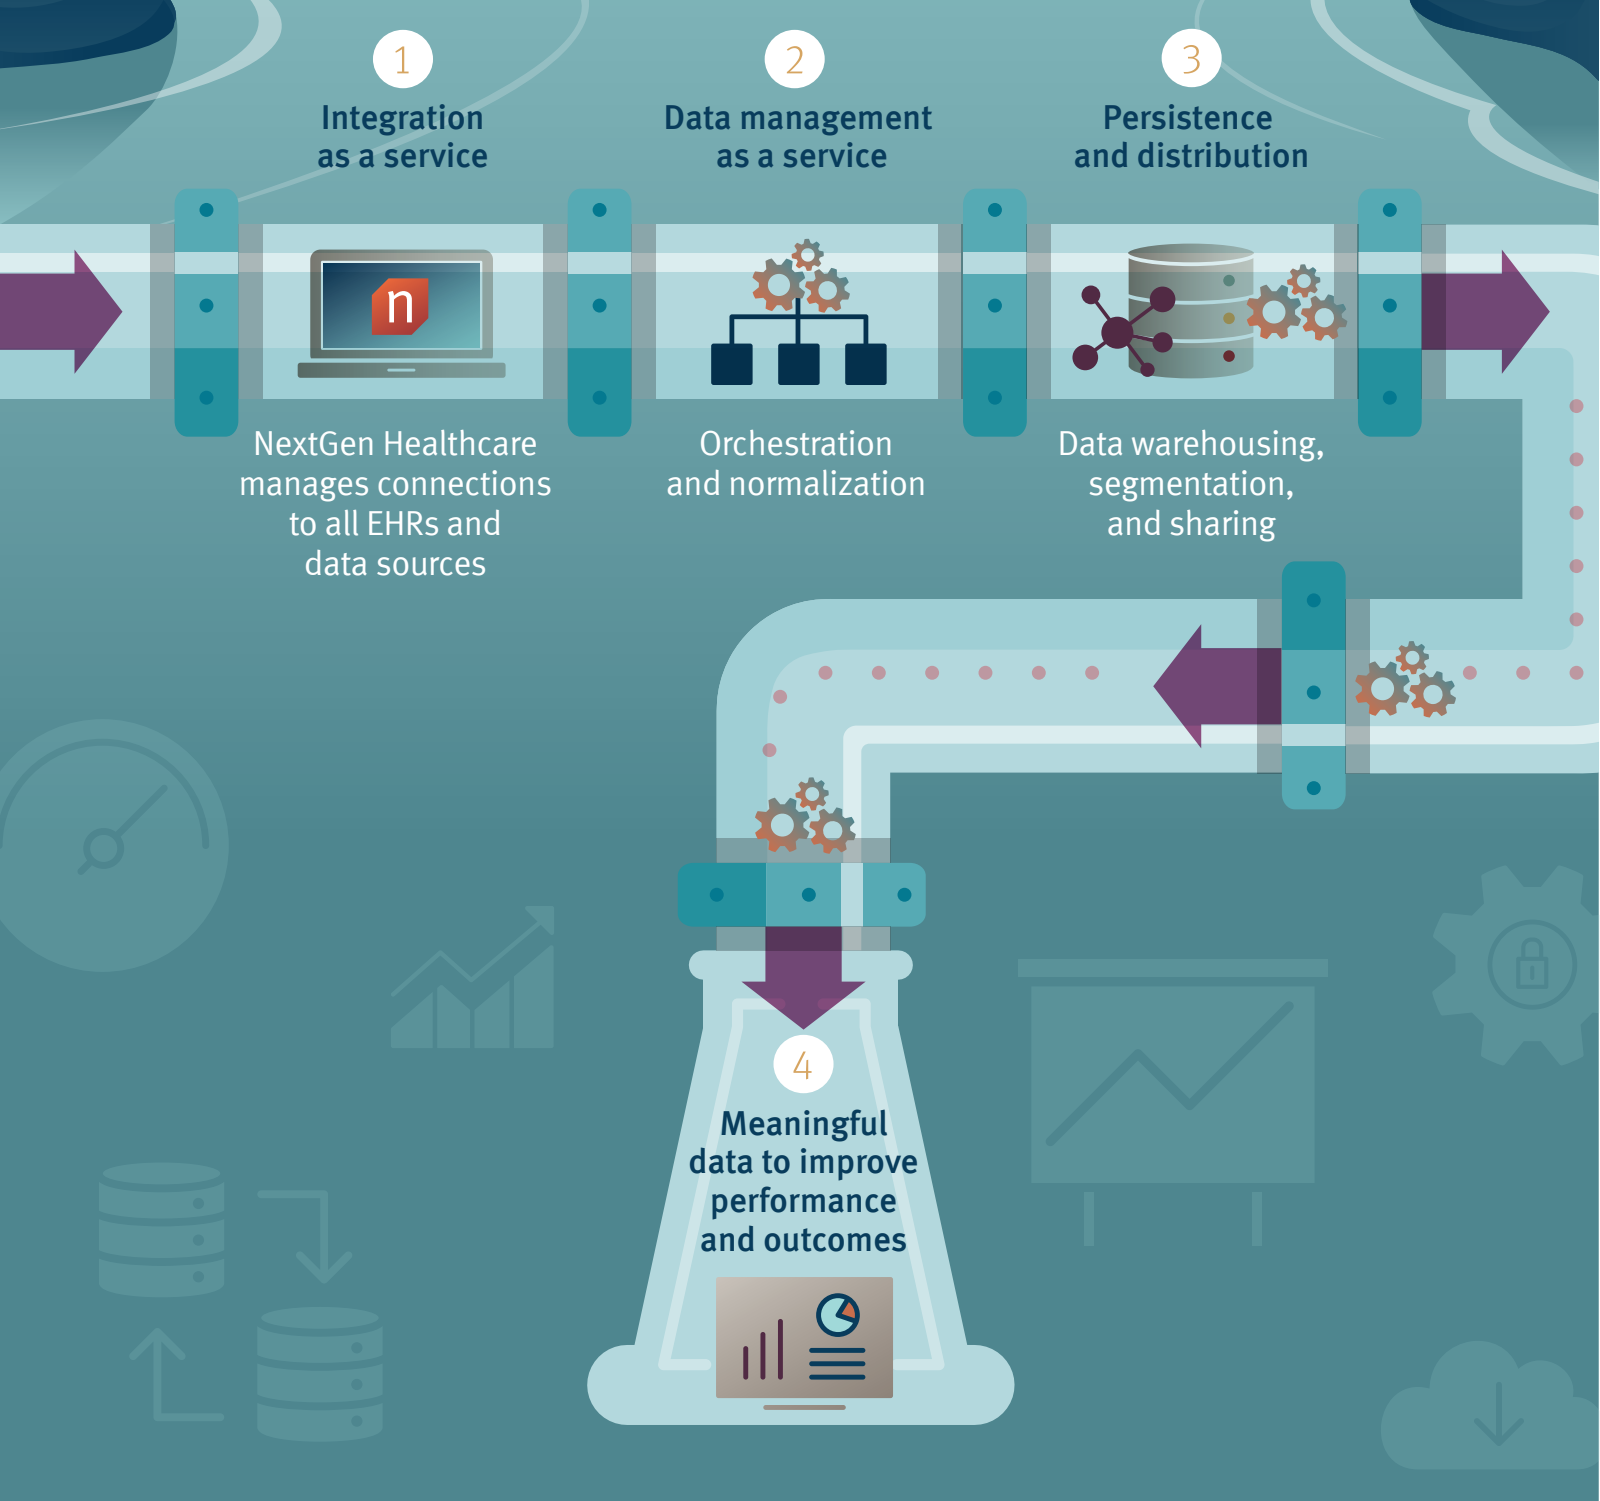 1
Integration
as a service
2
Data management
as a service
3
Persistence
and distribution
n
NextGen Healthcare
manages connections
to all EHRs and
data sources
Orchestration
and normalization
Data warehousing,
segmentation,
and sharing
4
Meaningful
data to improve
performance
and outcomes